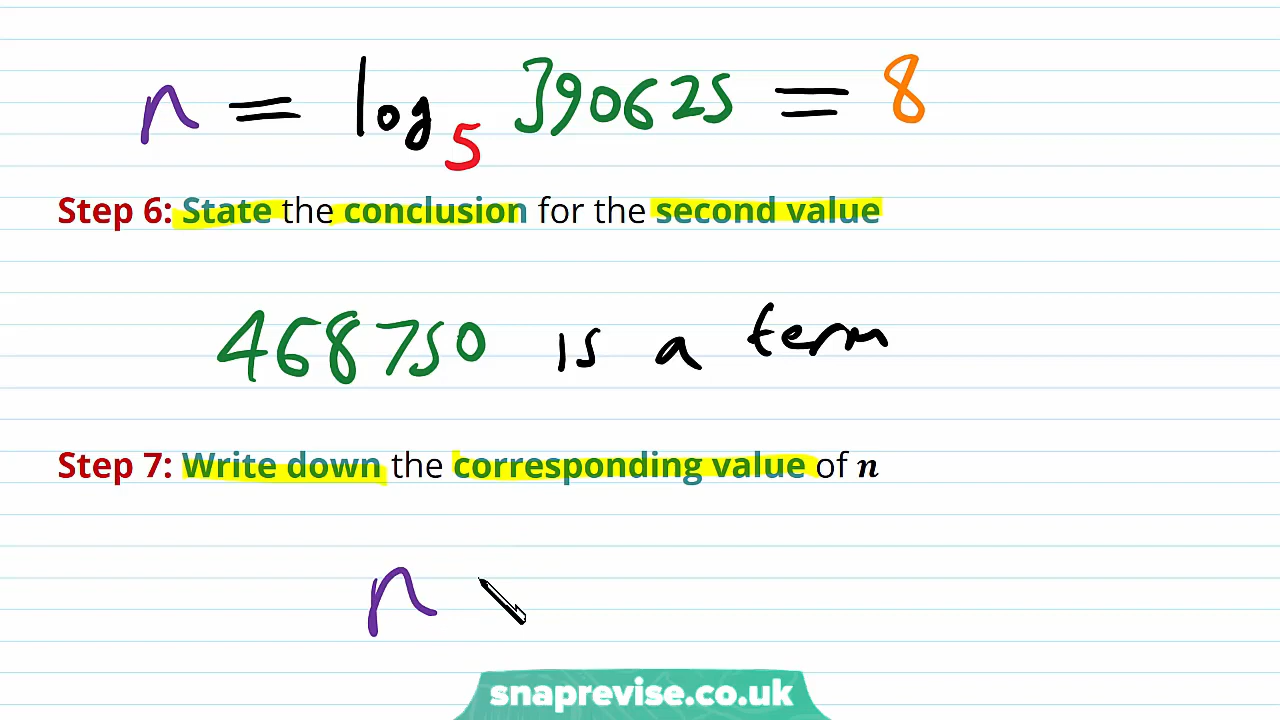 n = log₅ 390625 = 8
Step 6: State the conclusion for the second value
468750 is a term
Step 7: Write down the corresponding value of n
n
snaprevise.co.uk